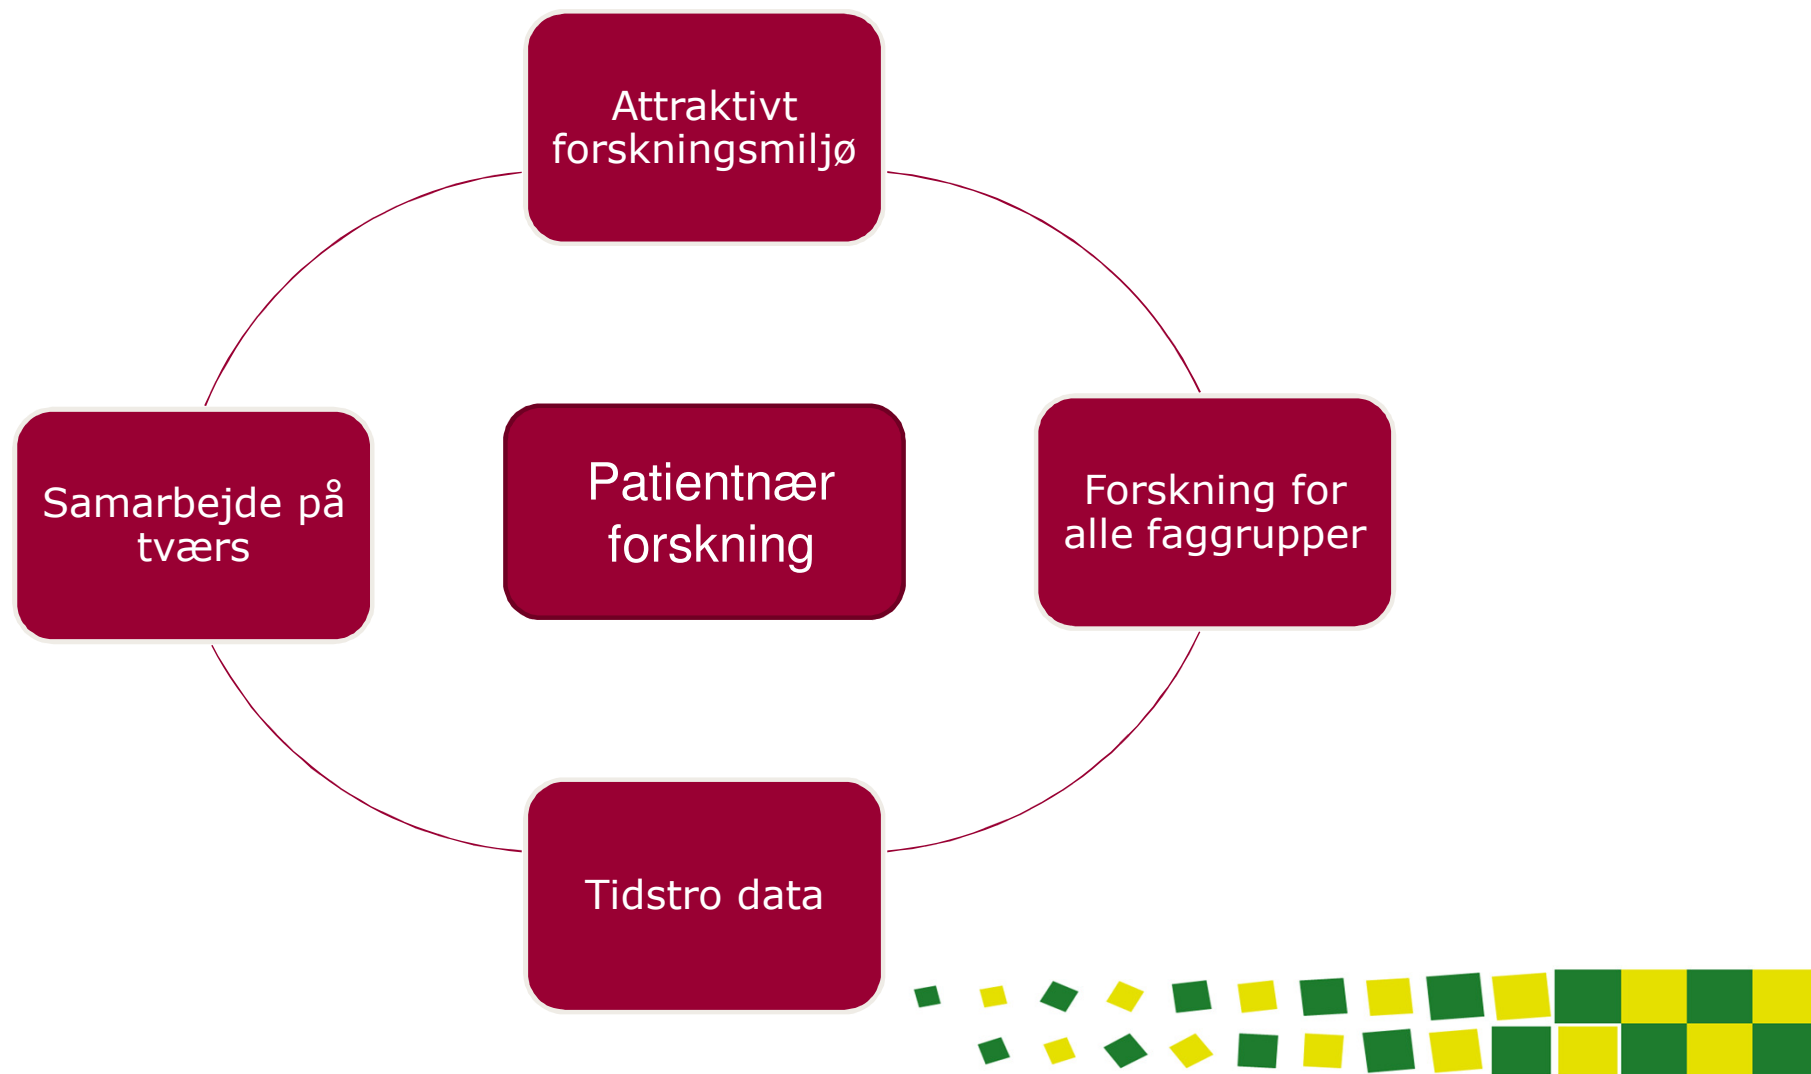 Attraktivt
forskningsmiljø
Samarbejde på
tværs
Patientnær
forskning
Forskning for
alle faggrupper
Tidstro data